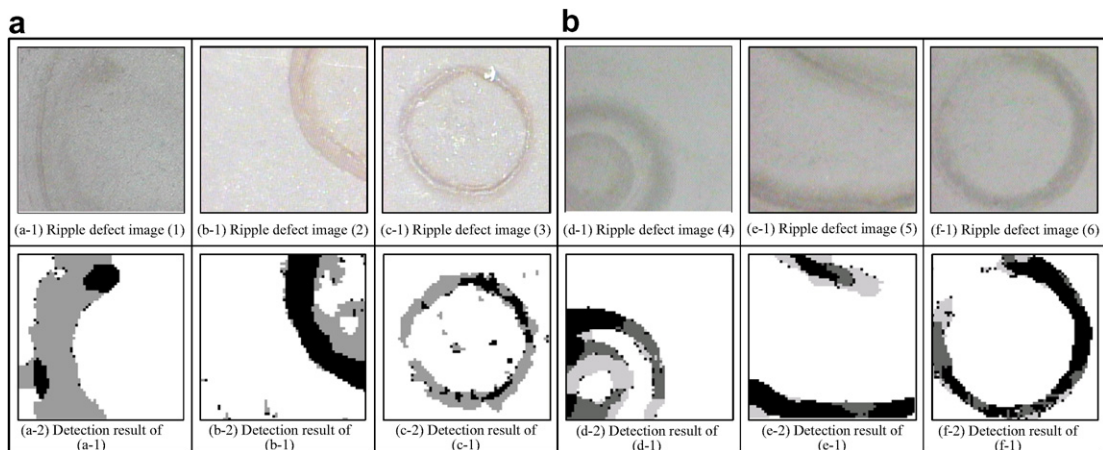 a
b
(a-1) Ripple defect image (1)
(b-1) Ripple defect image (2)
(c-1) Ripple defect image (3)
(d-1) Ripple defect image (4)
(e-1) Ripple defect image (5)
(f-1) Ripple defect image (6)
(a-2) Detection result of
(a-1)
(b-2) Detection result of
(b-1)
(c-2) Detection result of
(c-1)
(d-2) Detection result of
(d-1)
(e-2) Detection result of
(e-1)
(f-2) Detection result of
(f-1)